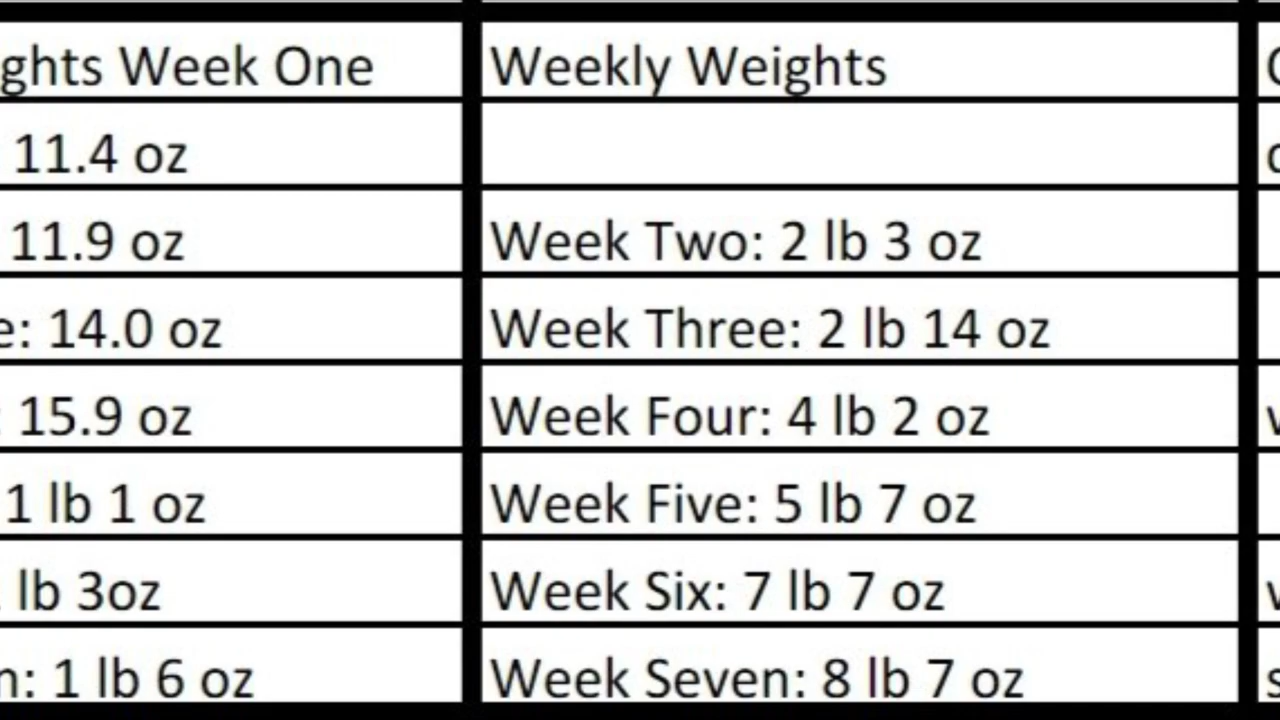 ghts Week One Weekly Weights
11.4 oz
11.9 oz Week Two: 2 lb 3 oz
e: 14.0 oz Week Three: 2 lb 14 oz
: 15.9 oz Week Four: 4 lb 2 oz
1 lb 1 oz Week Five: 5 lb 7 oz
lb 3oz Week Six: 7 lb 7 oz
n: 1 lb 6 oz Week Seven: 8 lb 7 oz